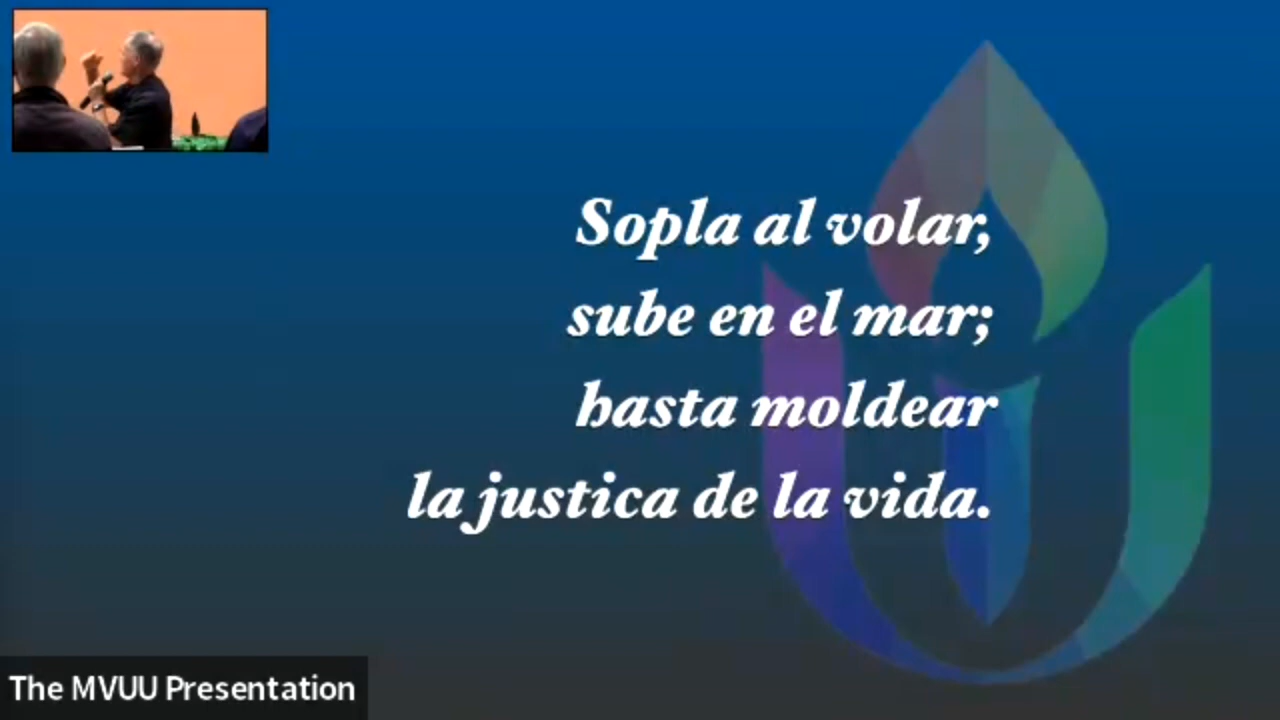 Sopla al volar,
sube en el mar;
hasta moldear
la justica de la vida.
The MVUU Presentation